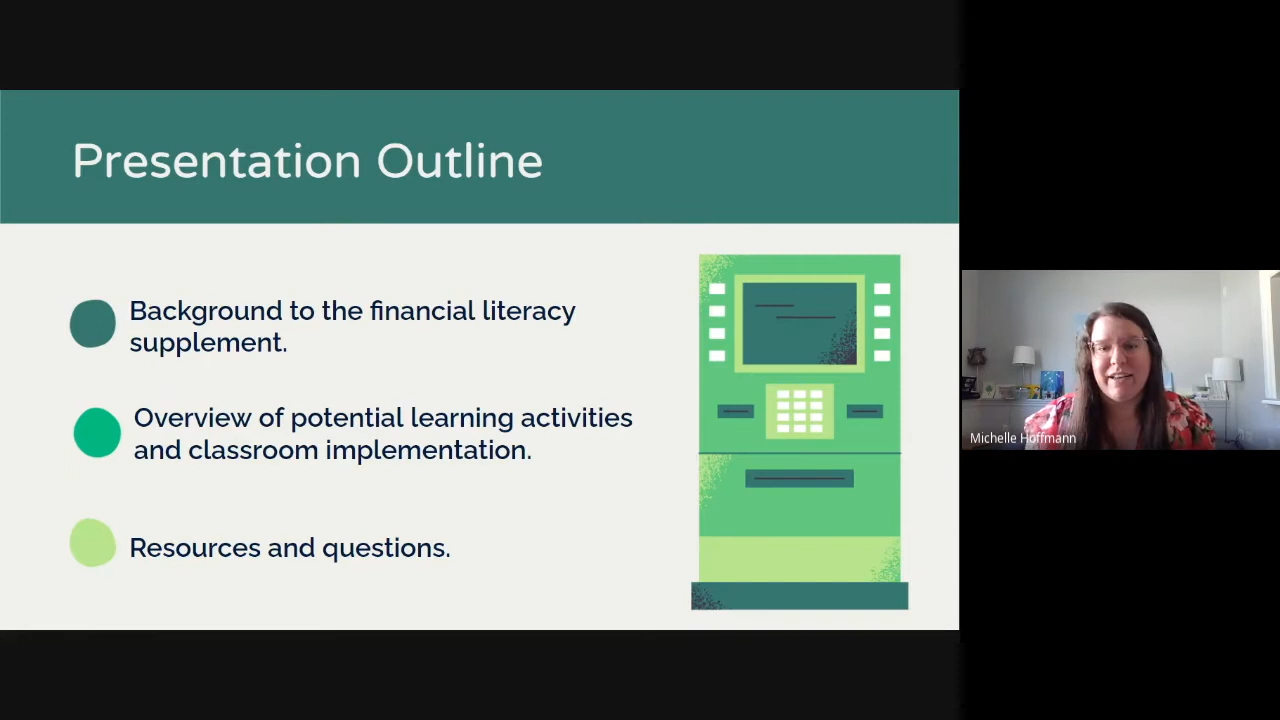 Presentation Outline
Background to the financial literacy
supplement.
Overview of potential learning activities
and classroom implementation.
Resources and questions.
Michelle Hoffmann